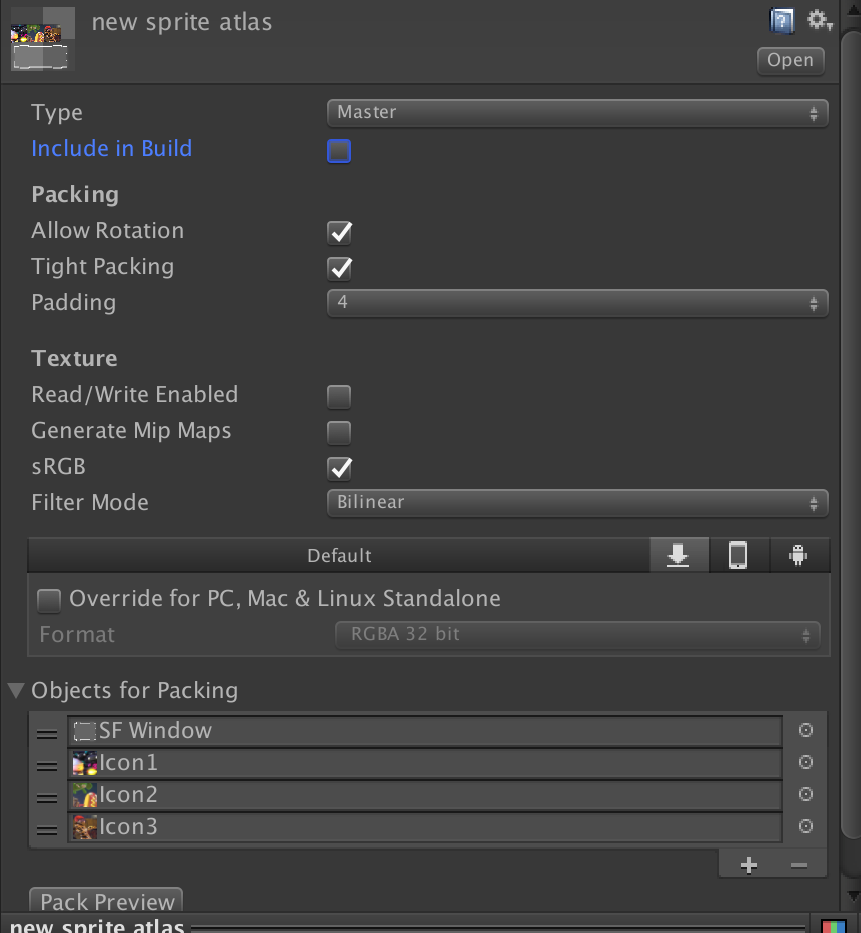 new sprite atlas
Open
Type Master
Include in Build
Packing
Allow Rotation
Tight Packing
Padding 4
Texture
Read/Write Enabled
Generate Mip Maps
sRGB
Filter Mode Bilinear
Default
Override for PC, Mac & Linux Standalone
Format RGBA 32 bit
Objects for Packing
SF Window
Icon1
Icon2
Icon3
Pack Preview
new sprite atlas